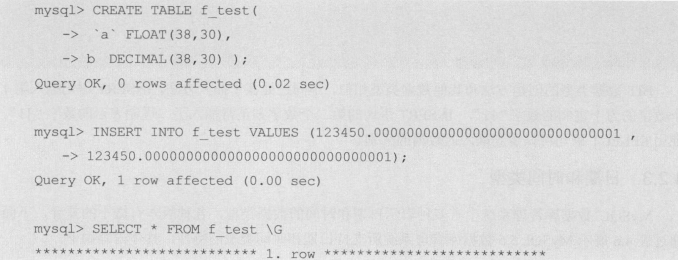 mysql> CREATE TABLE f_test(
-> `a` FLOAT(38,30),
-> b DECIMAL(38,30) );
Query OK, 0 rows affected (0.02 sec)
mysql> INSERT INTO f_test VALUES (123450.000000000000000000000000000001 ,
-> 123450.000000000000000000000000000001);
Query OK, 1 row affected (0.00 sec)
mysql> SELECT * FROM f_test \G
*************************** 1. row ***************************